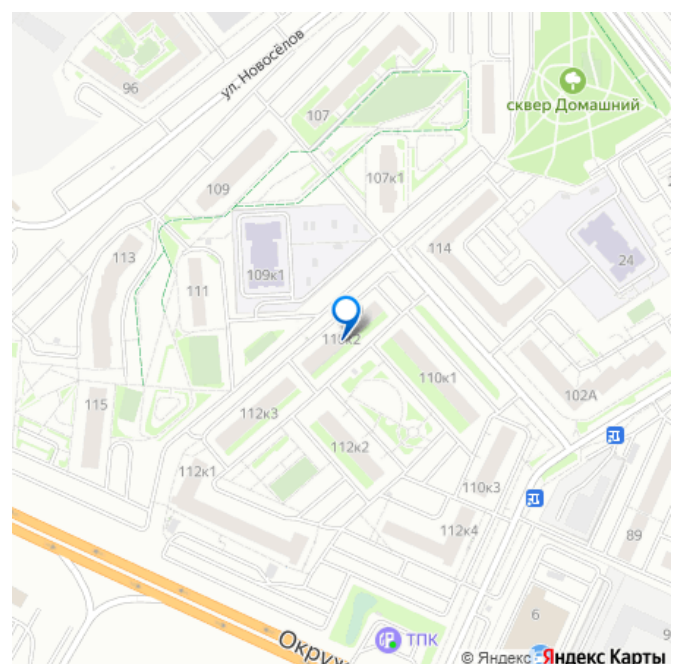 96
ул. Новосёлов
107
сквер Домашний
109
107к1
113
111
109к1
114
24
110к2
110к1
102А
115
112к3
112к2
112к1
110к3
112к4
89
6
ТПК
© Яндекс
Яндекс Карты